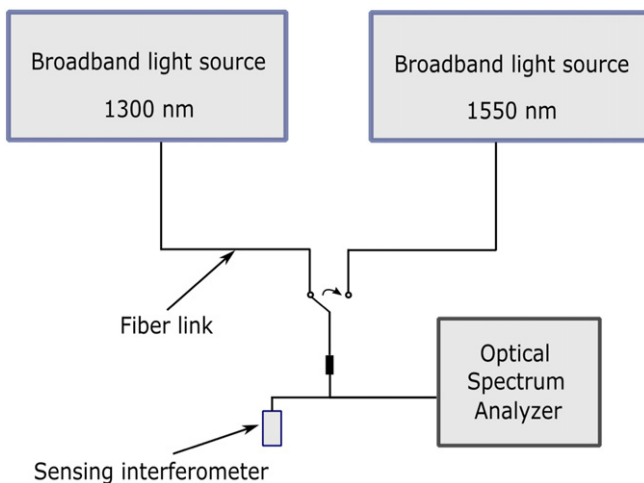 Broadband light source
1300 nm
Broadband light source
1550 nm
Fiber link
Optical
Spectrum
Analyzer
Sensing interferometer